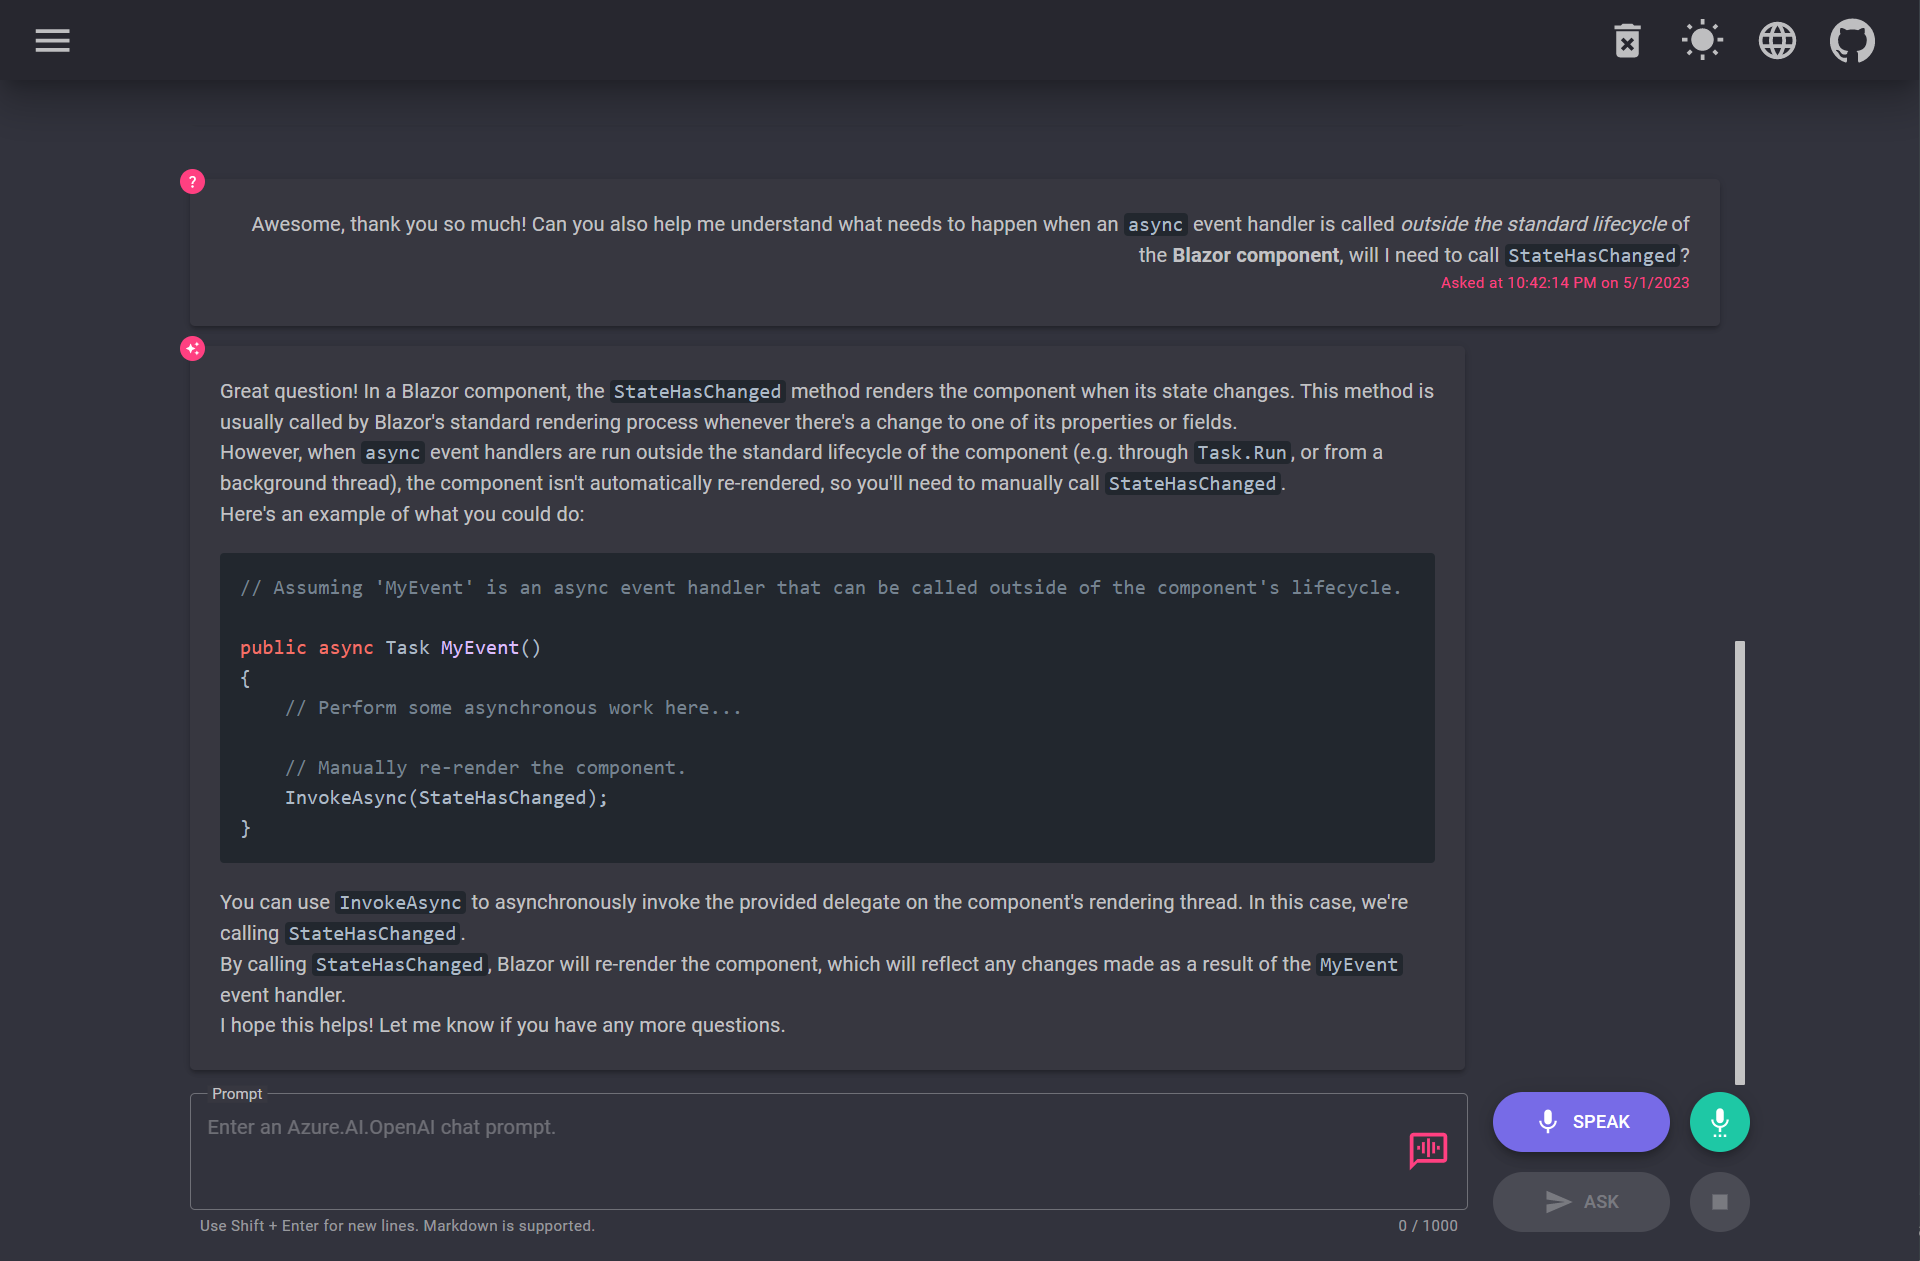 ?
Awesome, thank you so much! Can you also help me understand what needs to happen when an async event handler is called outside the standard lifecycle of
the Blazor component, will I need to call StateHasChanged?
Asked at 10:42:14 PM on 5/1/2023
Great question! In a Blazor component, the StateHasChanged method renders the component when its state changes. This method is
usually called by Blazor's standard rendering process whenever there's a change to one of its properties or fields.
However, when async event handlers are run outside the standard lifecycle of the component (e.g. through Task.Run, or from a
background thread), the component isn't automatically re-rendered, so you'll need to manually call StateHasChanged.
Here's an example of what you could do:
// Assuming 'MyEvent' is an async event handler that can be called outside of the component's lifecycle.
public async Task MyEvent()
{
// Perform some asynchronous work here...
// Manually re-render the component.
InvokeAsync(StateHasChanged);
}
You can use InvokeAsync to asynchronously invoke the provided delegate on the component's rendering thread. In this case, we're
calling StateHasChanged.
By calling StateHasChanged, Blazor will re-render the component, which will reflect any changes made as a result of the MyEvent
event handler.
I hope this helps! Let me know if you have any more questions.
Prompt
Enter an Azure.AI.OpenAI chat prompt.
SPEAK
ASK
Use Shift + Enter for new lines. Markdown is supported.
0 / 1000